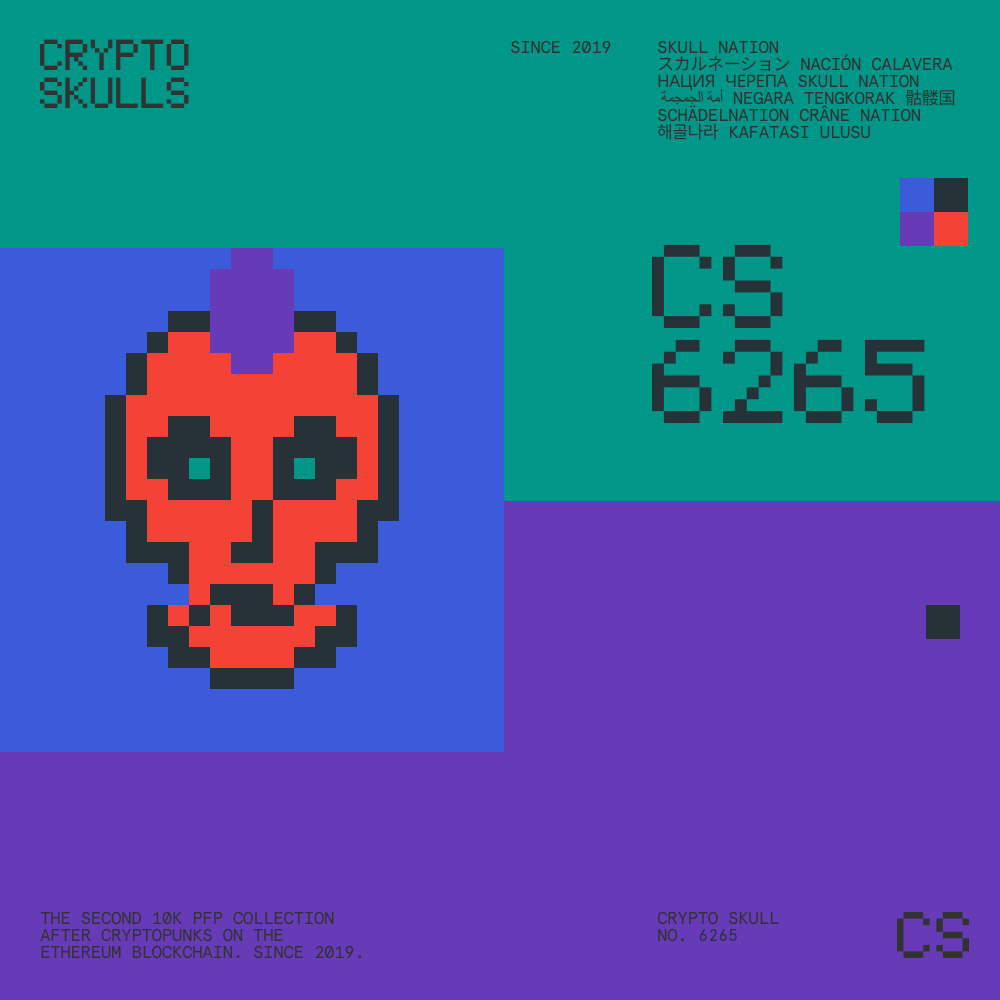 CRYPTO
SKULLS
SINCE 2019
SKULL NATION
スカルネーション NACIÓN CALAVERA
НАЦИЯ ЧЕРЕПА SKULL NATION
أمة الجمجمة NEGARA TENGKORAK 骷髅国
SCHÄDELNATION CRÂNE NATION
해골나라 KAFATASI ULUSU
CS
6265
THE SECOND 10K PFP COLLECTION
AFTER CRYPTOPUNKS ON THE
ETHEREUM BLOCKCHAIN. SINCE 2019.
CRYPTO SKULL
NO. 6265
CS